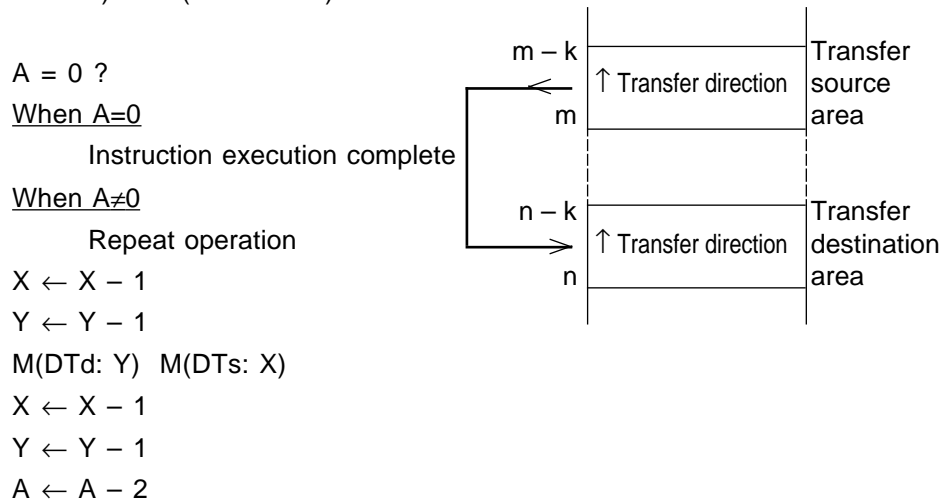 A = 0 ?
When A=0
Instruction execution complete
When A≠0
Repeat operation
X ← X – 1
Y ← Y – 1
M(DTd: Y) M(DTs: X)
X ← X – 1
Y ← Y – 1
A ← A – 2
m – k
↑ Transfer direction
m
Transfer
source
area
n – k
↑ Transfer direction
n
Transfer
destination
area